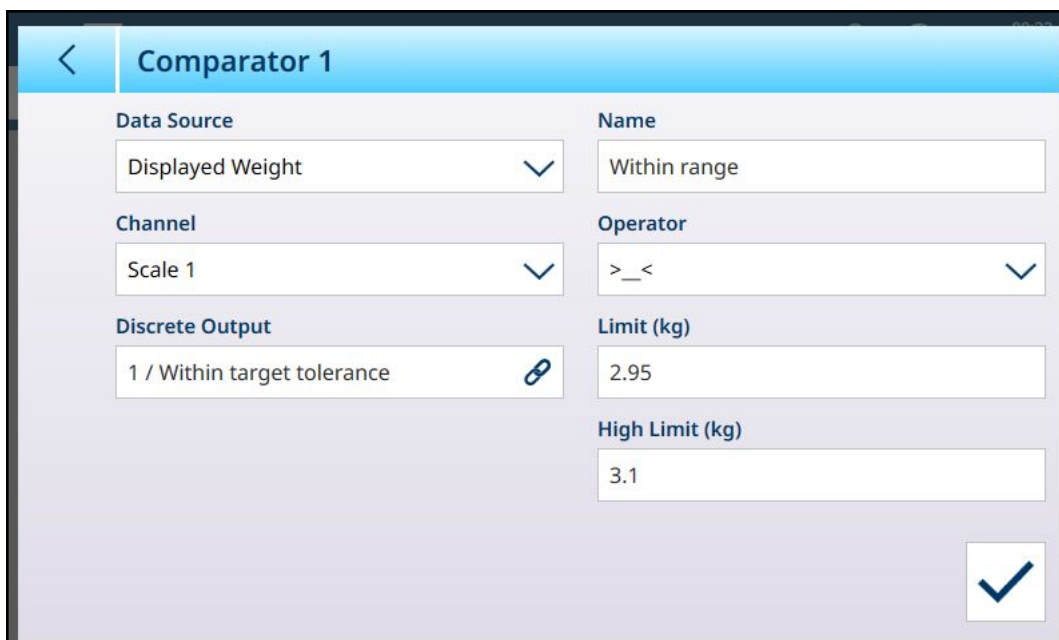 Comparator 1
Data Source
Name
Displayed Weight
Within range
Channel
Operator
Scale 1
>__<
Discrete Output
Limit (kg)
1 / Within target tolerance
2.95
High Limit (kg)
3.1